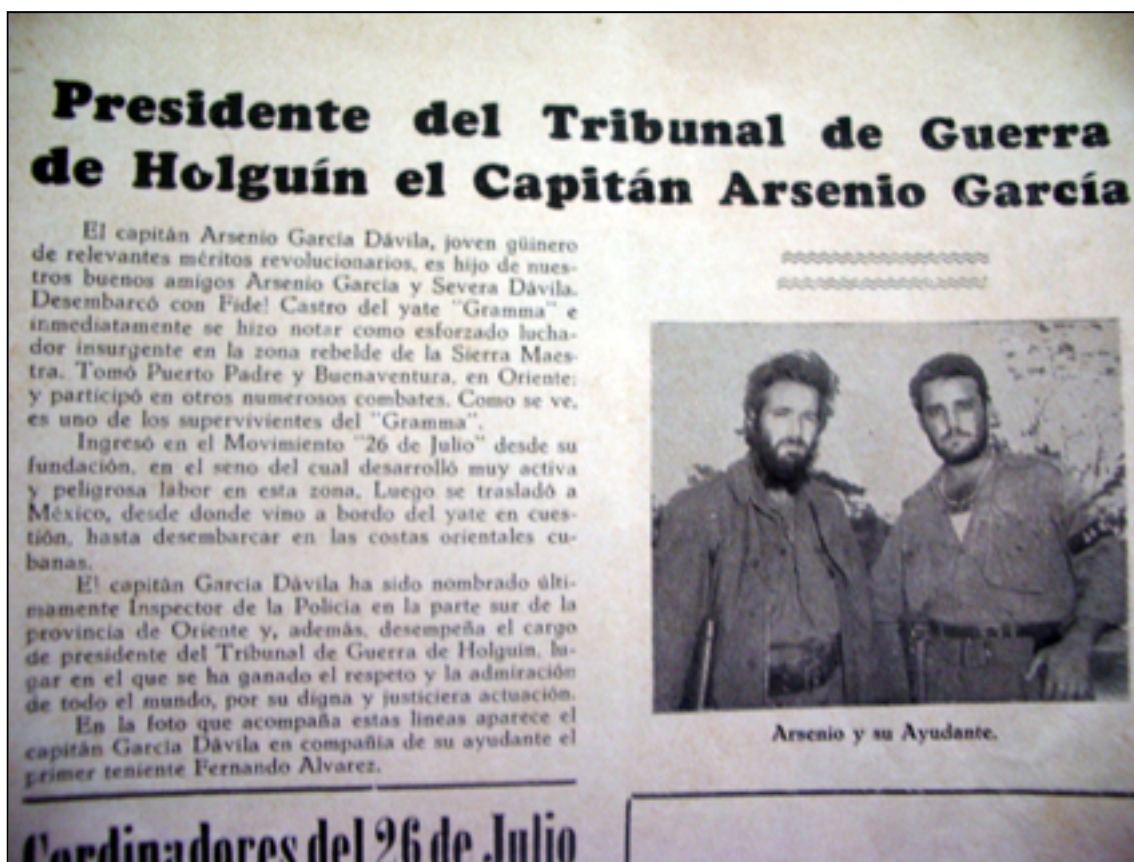 Presidente del Tribunal de Guerra
de Holguín el Capitán Arsenio García
El capitán Arsenio García Dávila, joven güinero
de relevantes méritos revolucionarios, es hijo de nues-
tros buenos amigos Arsenio García y Severa Dávila.
Desembarcó con Fidel Castro del yate "Gramma" e
inmediatamente se hizo notar como esforzado lucha-
dor insurgente en la zona rebelde de la Sierra Maes-
tra. Tomó Puerto Padre y Buenaventura, en Oriente;
y participó en otros numerosos combates. Como se ve,
es uno de los supervivientes del "Gramma".
Ingresó en el Movimiento "26 de Julio" desde su
fundación, en el seno del cual desarrolló muy activa
y peligrosa labor en esta zona. Luego se trasladó a
México, desde donde vino a bordo del yate en cues-
tión, hasta desembarcar en las costas orientales cu-
banas.
El capitán García Dávila ha sido nombrado últi-
mamente Inspector de la Policía en la parte sur de la
provincia de Oriente y, además, desempeña el cargo
de presidente del Tribunal de Guerra de Holguín, lu-
gar en el que se ha ganado el respeto y la admiración
de todo el mundo, por su digna y justiciera actuación.
En la foto que acompaña estas líneas aparece el
capitán García Dávila en compañía de su ayudante el
primer teniente Fernando Alvarez.
Arsenio y su Ayudante.
Cordinadores del 26 de Julio